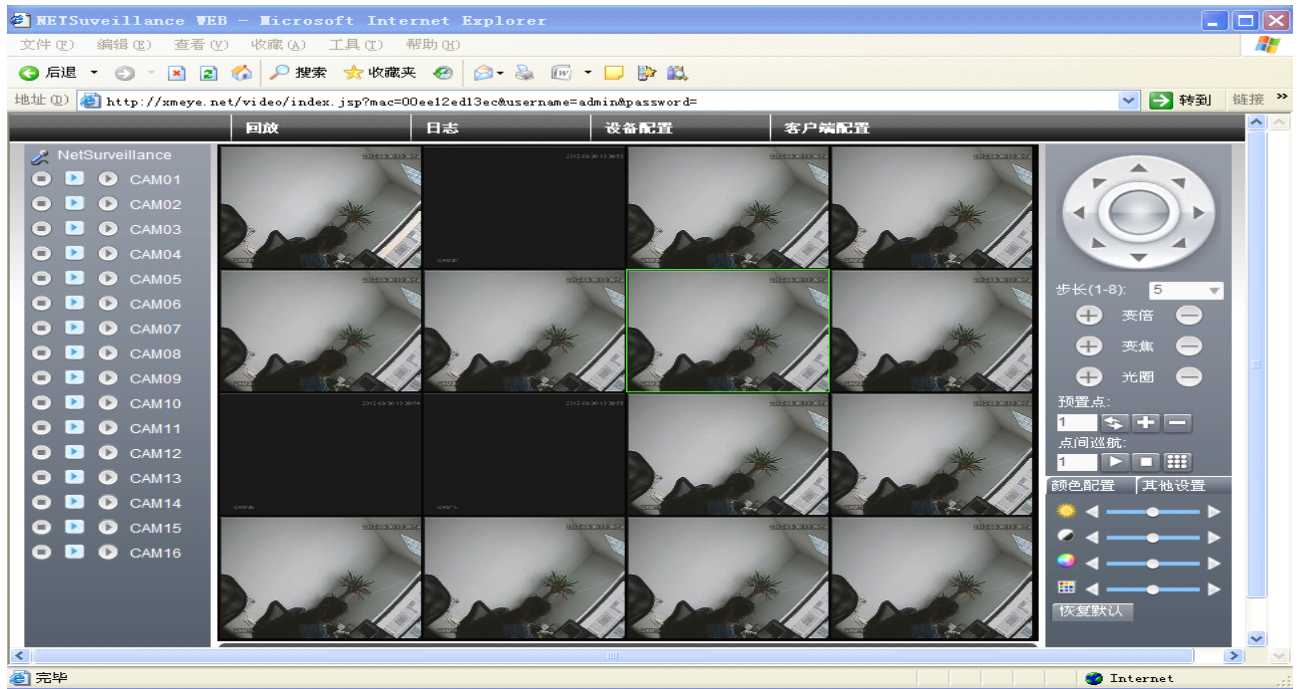 NETSuveillance WEB - Microsoft Internet Explorer
文件(F) 编辑(E) 查看(V) 收藏(A) 工具(T) 帮助(H)
后退 搜索 收藏夹
地址(D) http://xmeye.net/video/index.jsp?mac=00ee12ed13ec&username=admin&password= 转到 链接 »
回放 日志 设备配置 客户端配置
NetSurveillance
CAM01
CAM02
CAM03
CAM04
CAM05
CAM06
CAM07
CAM08
CAM09
CAM10
CAM11
CAM12
CAM13
CAM14
CAM15
CAM16
步长(1-8): 5
变倍
变焦
光圈
预置点:
1
点间巡航:
1
颜色配置 其他设置
恢复默认
完毕 Internet